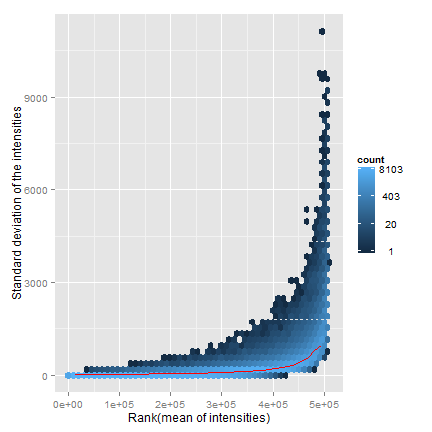 9000
6000
3000
0
Standard deviation of the intensities
0e+00 1e+05 2e+05 3e+05 4e+05 5e+05
Rank(mean of intensities)
count
8103
403
20
1